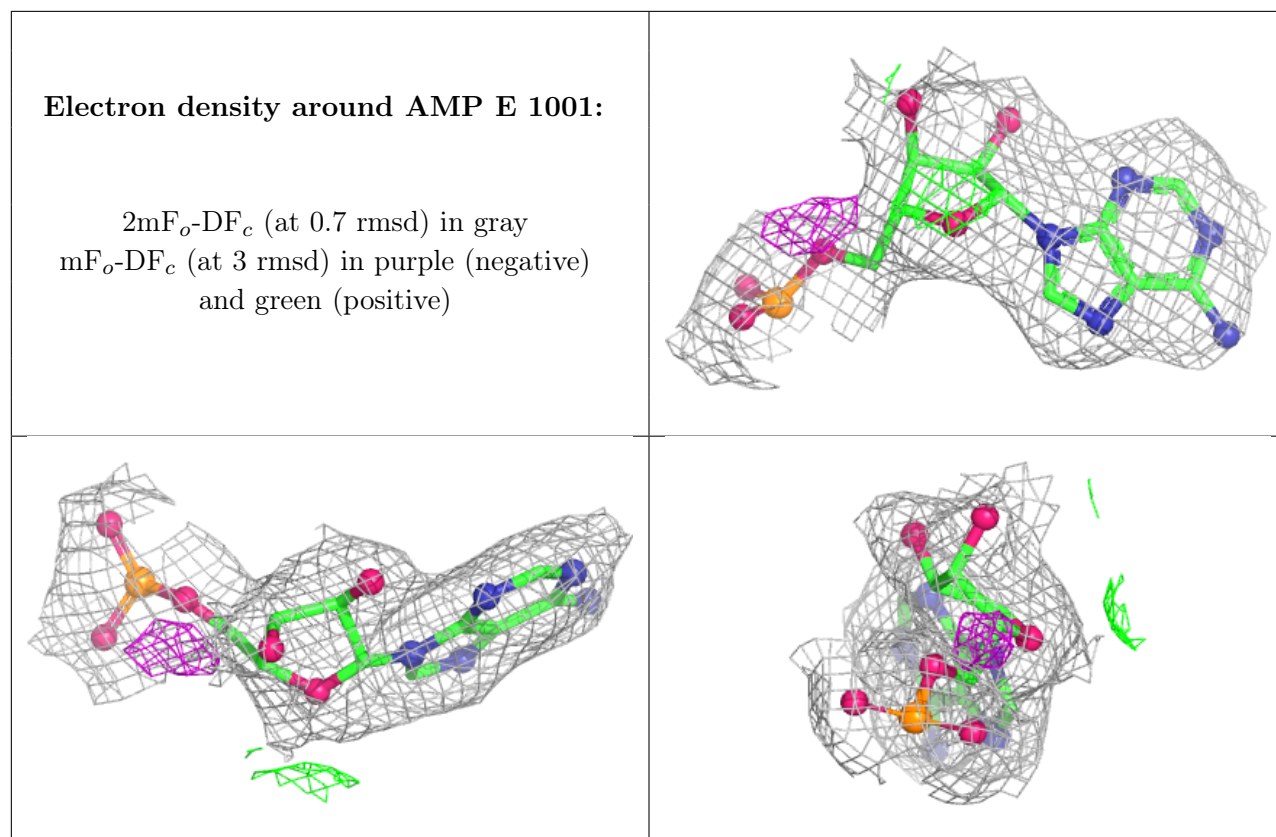 Electron density around AMP E 1001:
2mFo-DFc (at 0.7 rmsd) in gray
mFo-DFc (at 3 rmsd) in purple (negative)
and green (positive)